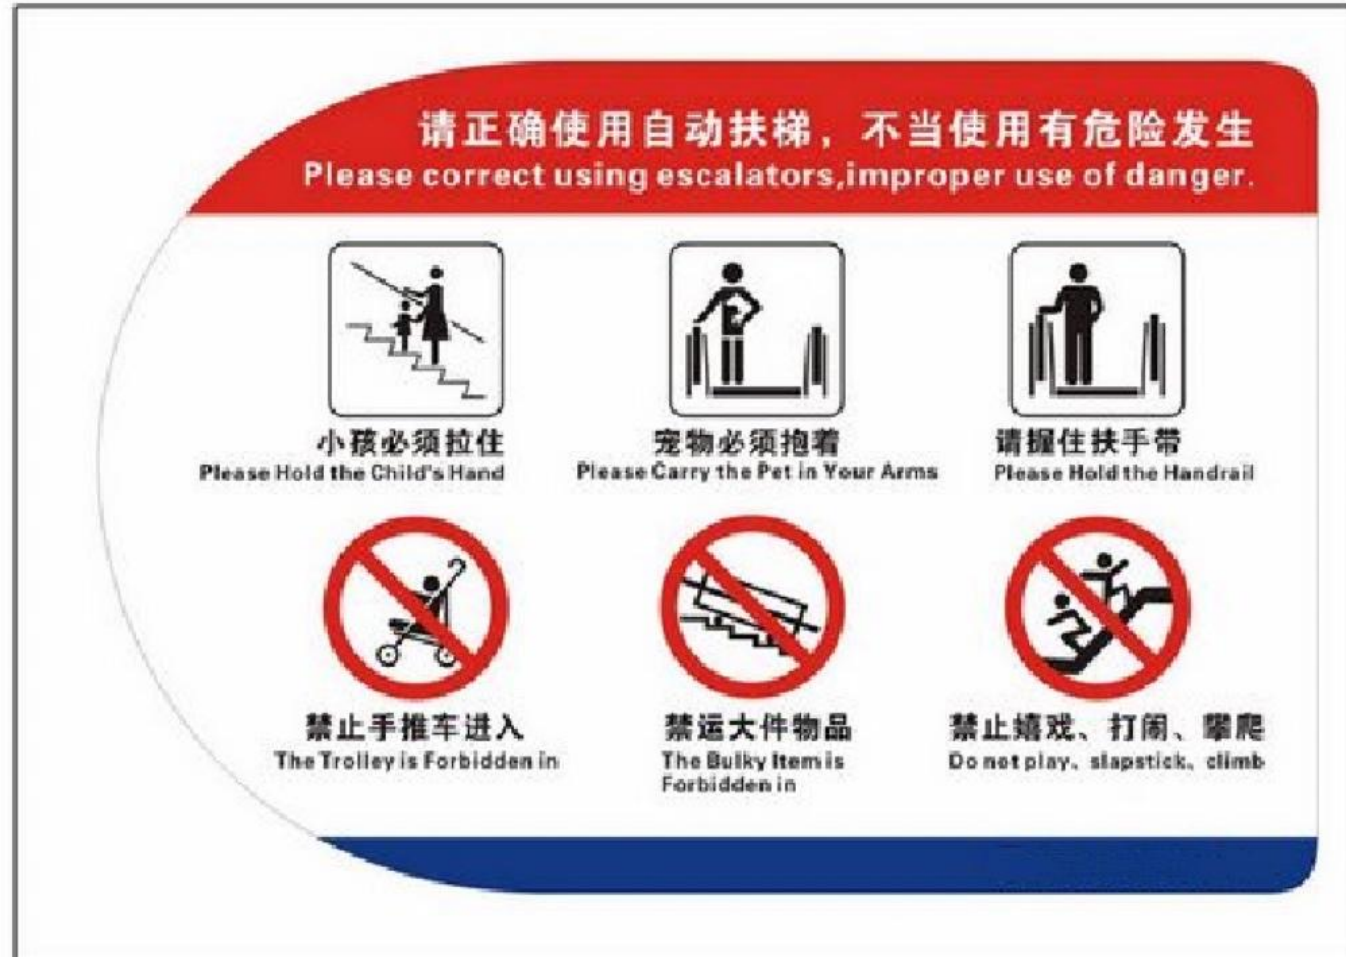 请正确使用自动扶梯，不当使用有危险发生
Please correct using escalators,improper use of danger.
小孩必须拉住
Please Hold the Child's Hand
宠物必须抱着
Please Carry the Pet in Your Arms
请握住扶手带
Please Hold the Handrail
禁止手推车进入
The Trolley is Forbidden in
禁运大件物品
The Bulky Item is
Forbidden in
禁止嬉戏、打闹、攀爬
Do not play、slapstick、climb